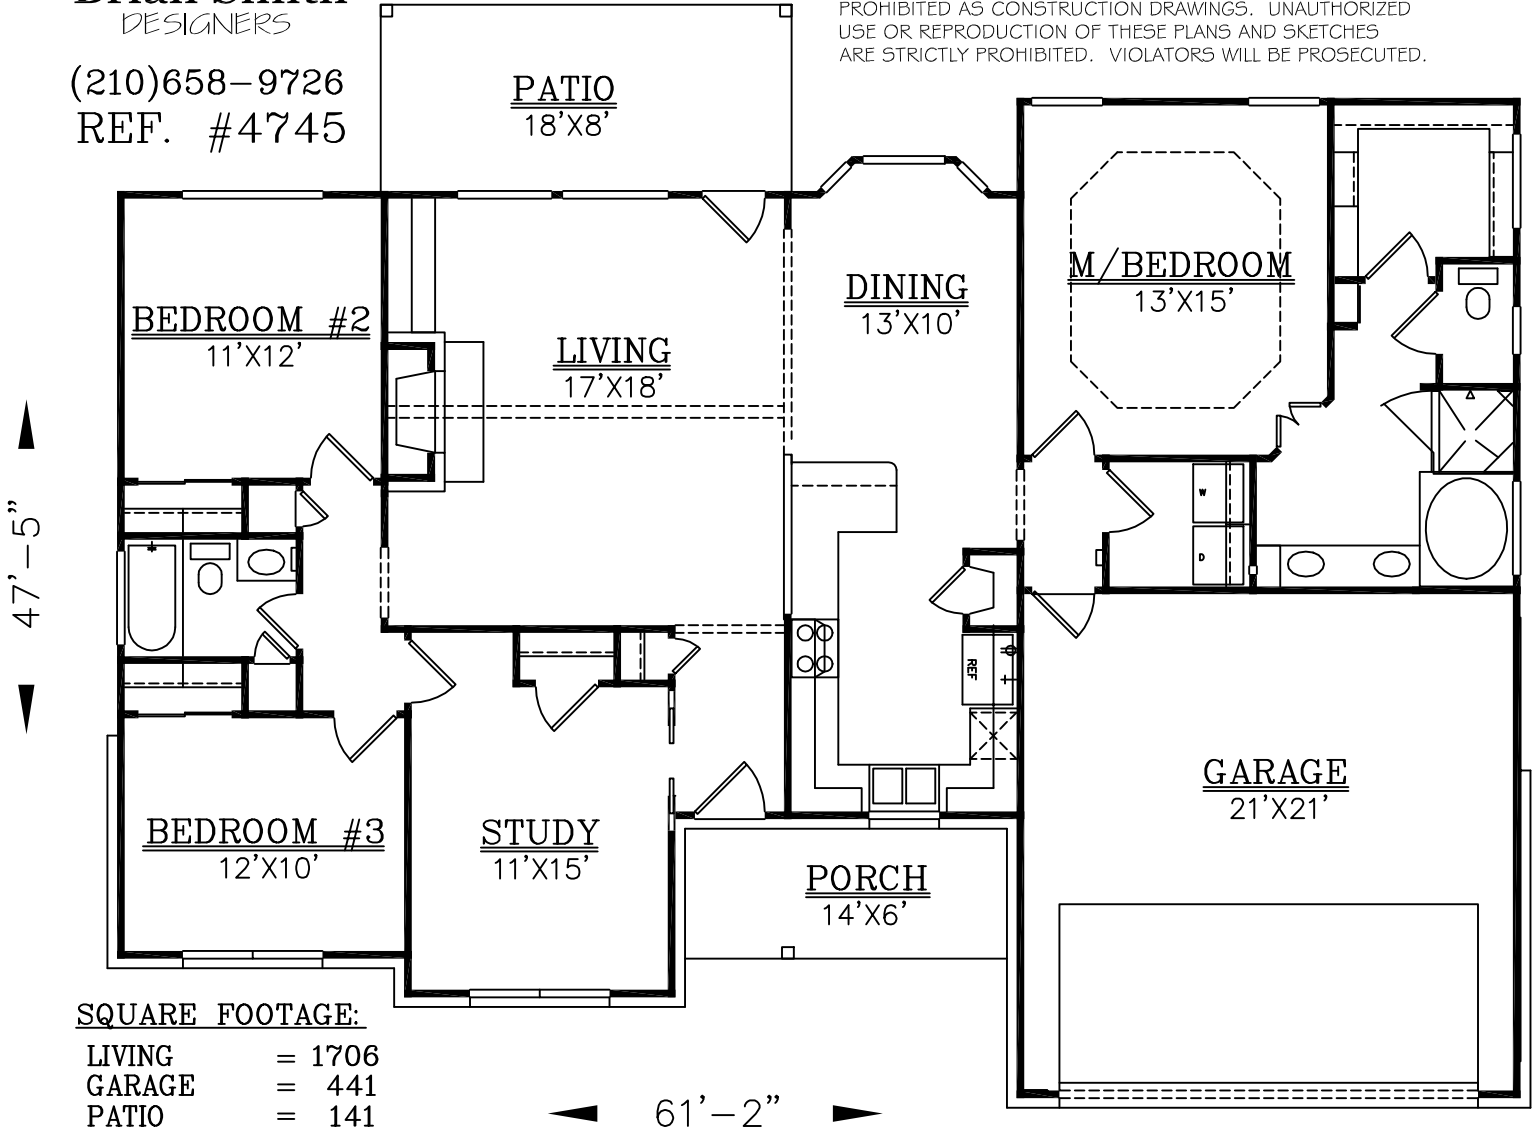 Brian Smith
DESIGNERS
(210)658-9726
REF. #4745
PROHIBITED AS CONSTRUCTION DRAWINGS. UNAUTHORIZED
USE OR REPRODUCTION OF THESE PLANS AND SKETCHES
ARE STRICTLY PROHIBITED. VIOLATORS WILL BE PROSECUTED.
PATIO
18'X8'
BEDROOM #2
11'X12'
LIVING
17'X18'
DINING
13'X10'
M/BEDROOM
13'X15'
W
D
REF
47'-5"
BEDROOM #3
12'X10'
STUDY
11'X15'
PORCH
14'X6'
GARAGE
21'X21'
SQUARE FOOTAGE:
LIVING = 1706
GARAGE = 441
PATIO = 141
61'-2"